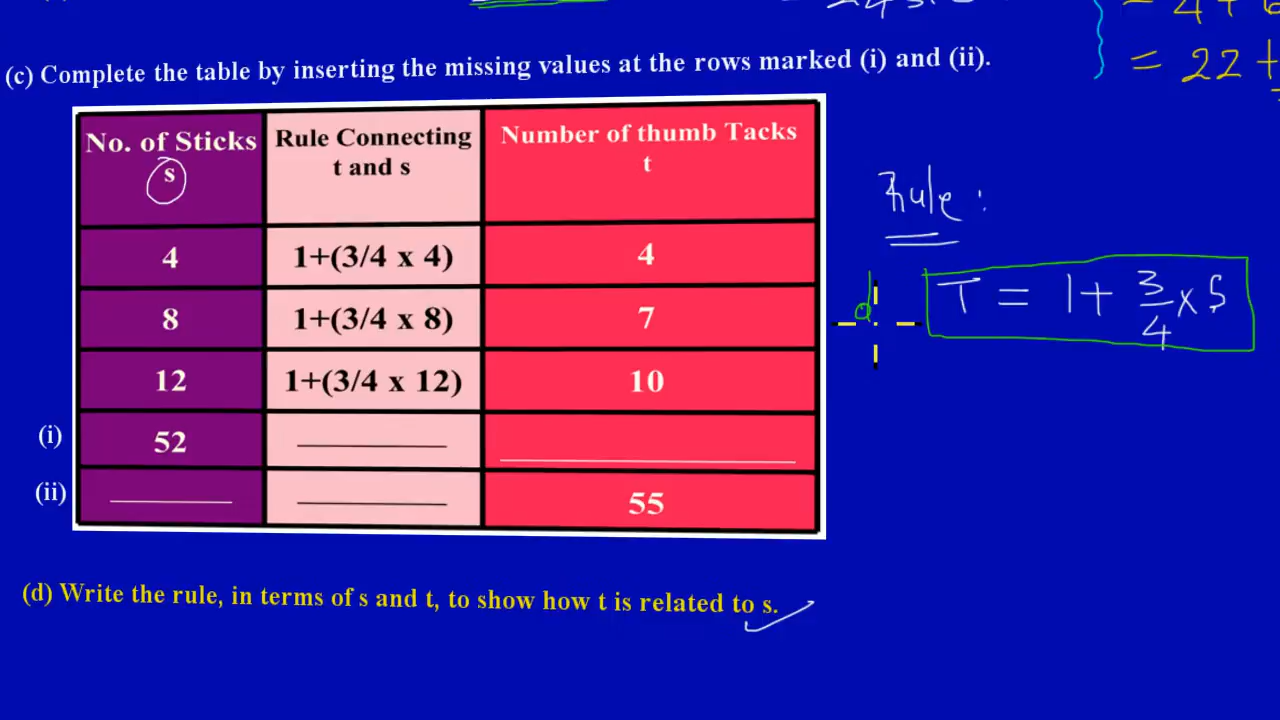 = 4 +
= 22 +
(c) Complete the table by inserting the missing values at the rows marked (i) and (ii).
No. of Sticks
s
Rule Connecting
t and s
Number of thumb Tacks
t
4
1+(3/4 x 4)
4
8
1+(3/4 x 8)
7
12
1+(3/4 x 12)
10
(i)
52
(ii)
55
Rule :
d
T = 1 + 3/4 x S
(d) Write the rule, in terms of s and t, to show how t is related to s.